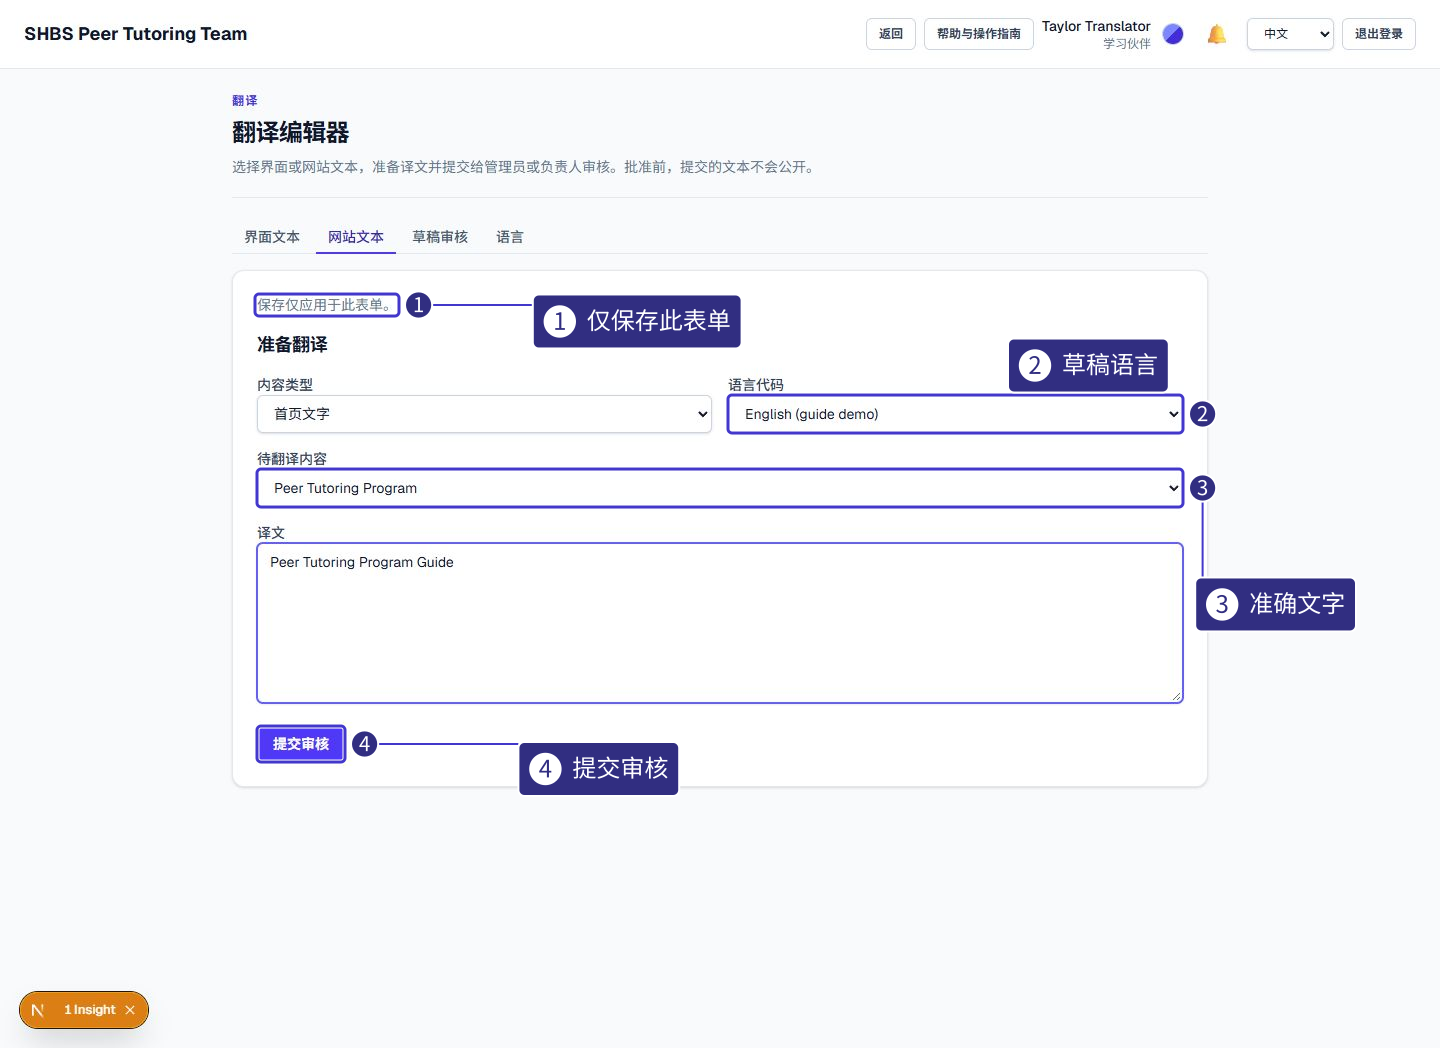 SHBS Peer Tutoring Team
返回
帮助与操作指南
Taylor Translator
学习伙伴
中文
退出登录
翻译
翻译编辑器
选择界面或网站文本，准备译文并提交给管理员或负责人审核。批准前，提交的文本不会公开。
界面文本
网站文本
草稿审核
语言
保存仅应用于此表单。
1
1 仅保存此表单
准备翻译
2 草稿语言
内容类型
语言代码
首页文字
English (guide demo)
2
待翻译内容
Peer Tutoring Program
3
译文
Peer Tutoring Program Guide
3 准确文字
提交审核
4
4 提交审核
N
1 Insight